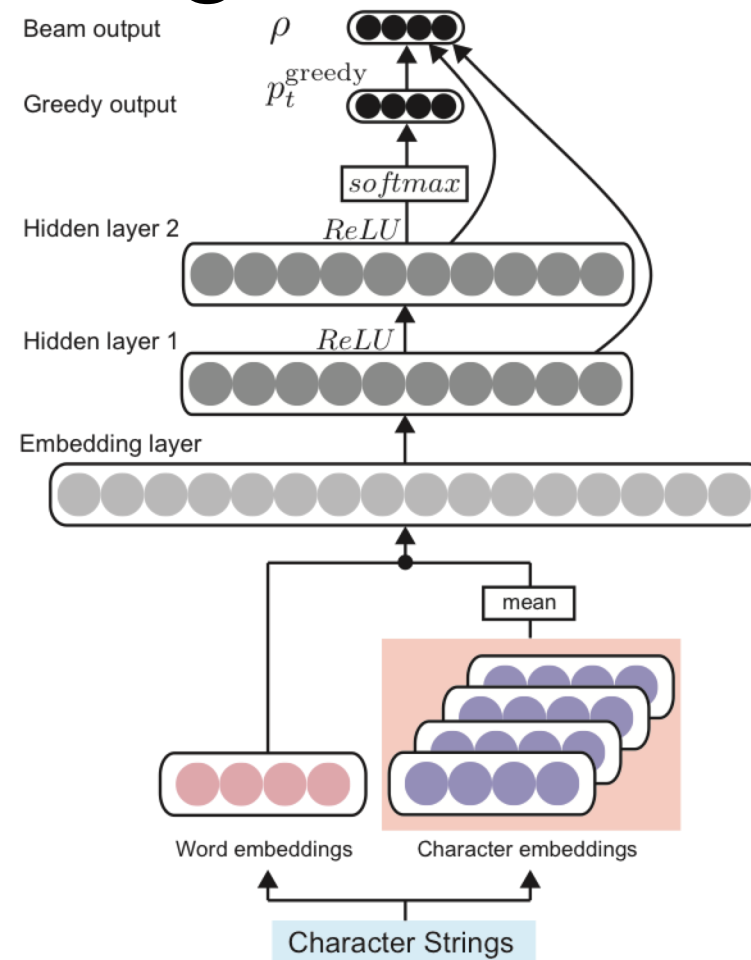 Beam output ρ
p_t^greedy
Greedy output
softmax
Hidden layer 2 ReLU
Hidden layer 1 ReLU
Embedding layer
mean
Word embeddings Character embeddings
Character Strings